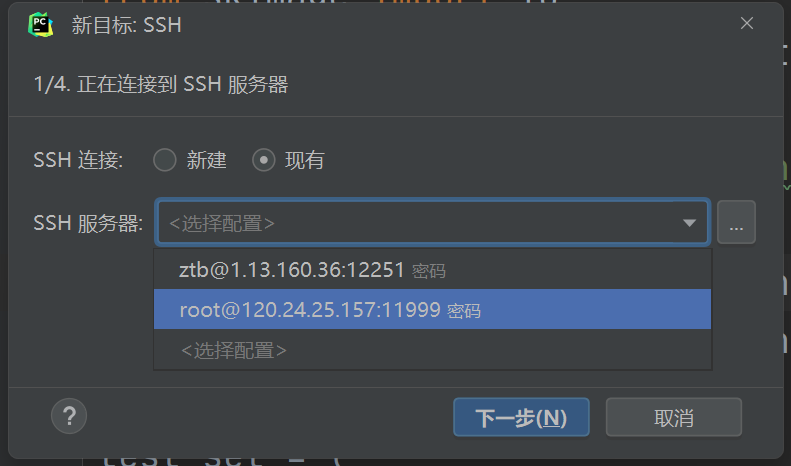 PC
新目标: SSH
1/4. 正在连接到 SSH 服务器
SSH 连接: 新建 现有
SSH 服务器: <选择配置> ...
ztb@1.13.160.36:12251 密码
root@120.24.25.157:11999 密码
<选择配置>
? 下一步(N) 取消